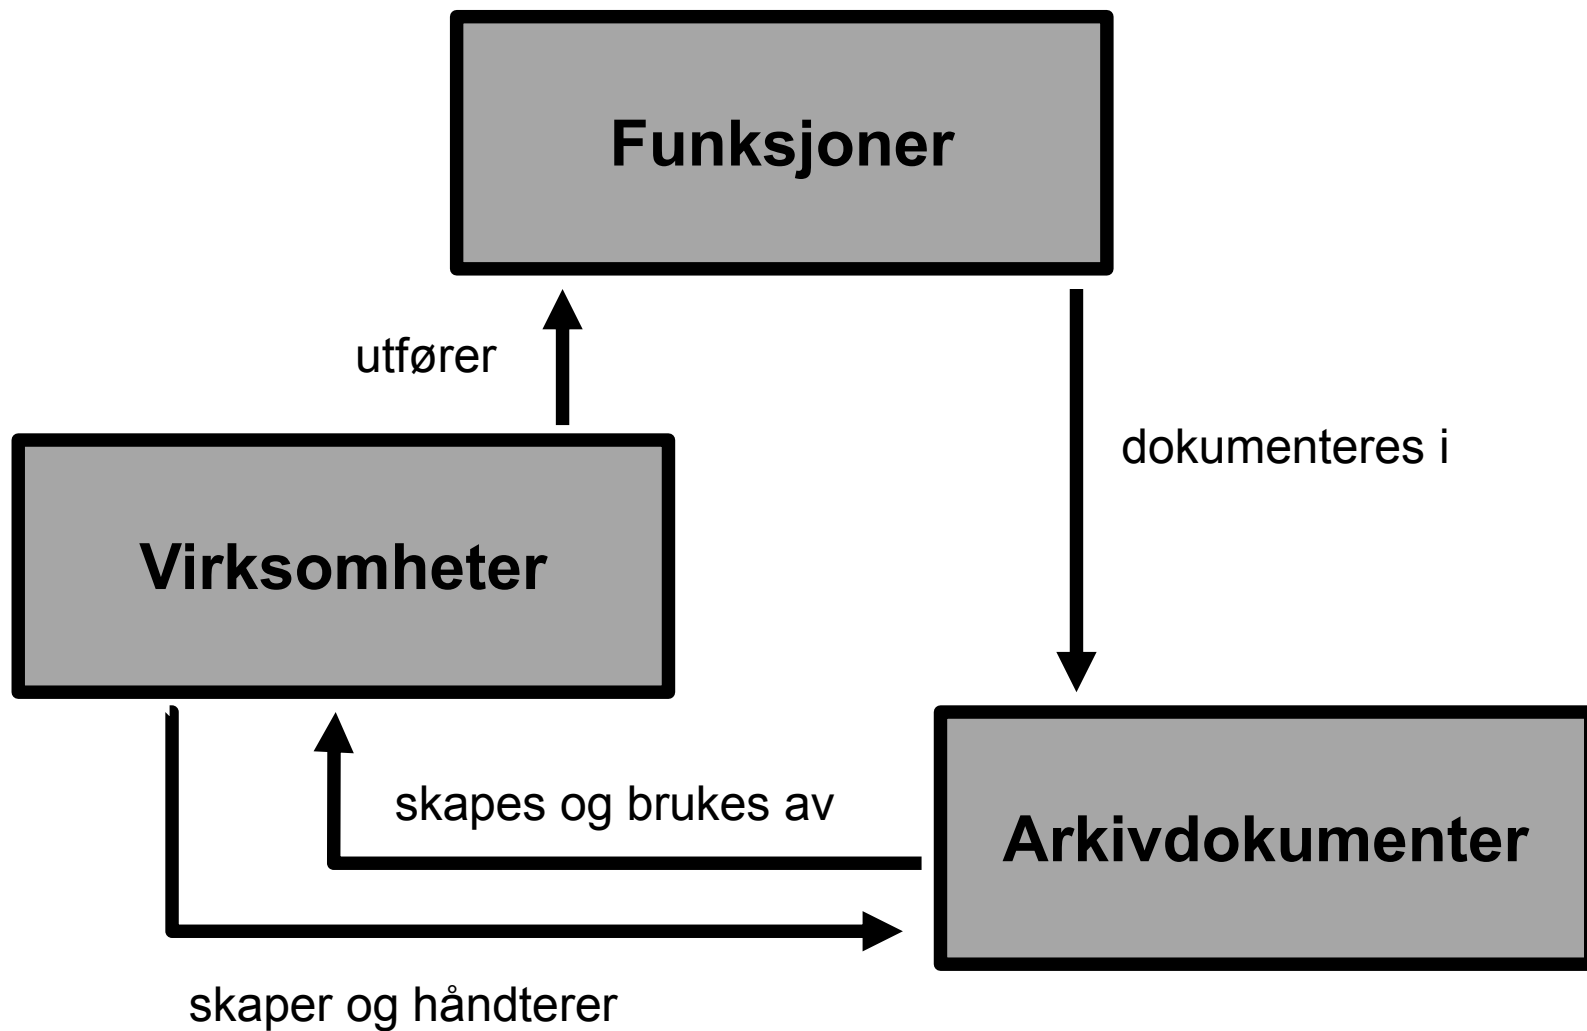 Funksjoner
utfører
dokumenteres i
Virksomheter
skapes og brukes av
Arkivdokumenter
skaper og håndterer